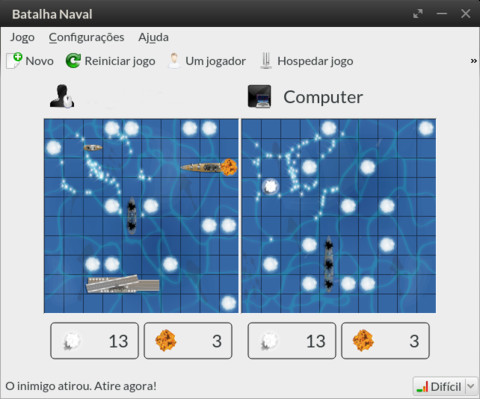 Batalha Naval
Jogo Configurações Ajuda
Novo Reiniciar jogo Um jogador Hospedar jogo »
Computer
13 3 13 3
O inimigo atirou. Atire agora! Difícil